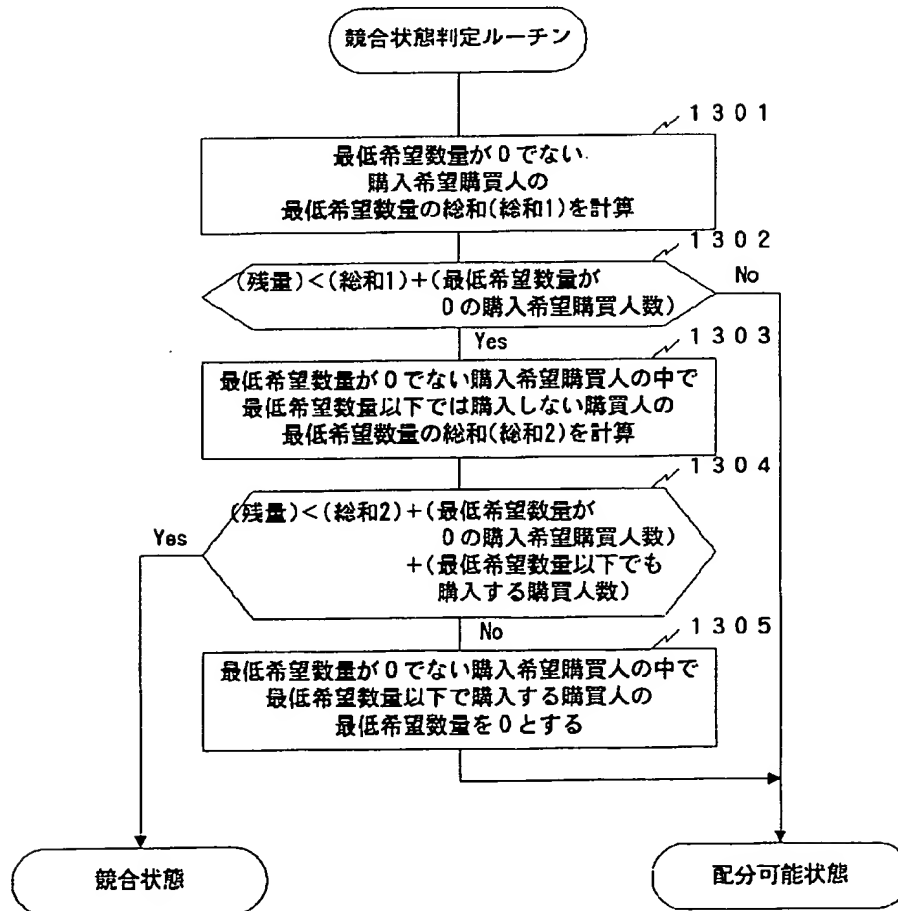 競合状態判定ルーチン
1301
最低希望数量が0でない
購入希望購買人の
最低希望数量の総和(総和1)を計算
1302
(残量)<(総和1)+(最低希望数量が
0の購入希望購買人数)
No
Yes
1303
最低希望数量が0でない購入希望購買人の中で
最低希望数量以下では購入しない購買人の
最低希望数量の総和(総和2)を計算
1304
(残量)<(総和2)+(最低希望数量が
0の購入希望購買人数)
+(最低希望数量以下でも
購入する購買人数)
Yes
No
1305
最低希望数量が0でない購入希望購買人の中で
最低希望数量以下で購入する購買人の
最低希望数量を0とする
競合状態
配分可能状態